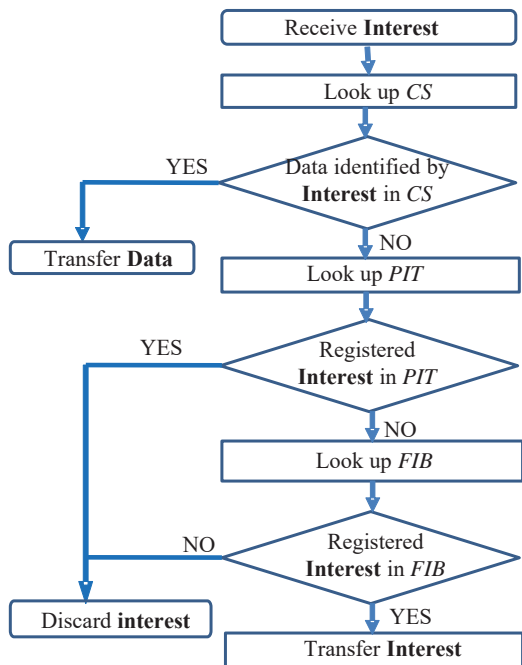 Receive Interest
Look up CS
YES
Data identified by
Interest in CS
NO
Transfer Data
Look up PIT
YES
Registered
Interest in PIT
NO
Look up FIB
NO
Registered
Interest in FIB
YES
Discard interest
Transfer Interest